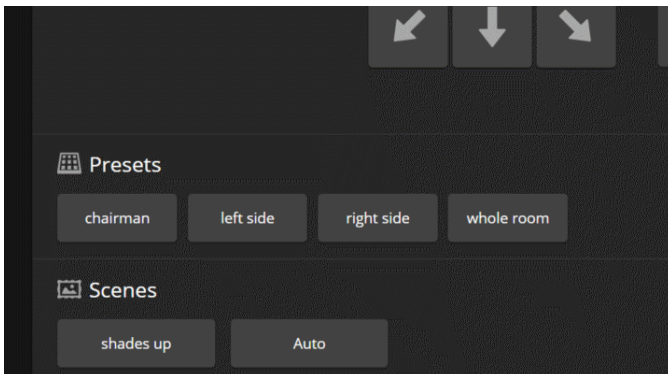 Presets
chairman left side right side whole room
Scenes
shades up Auto